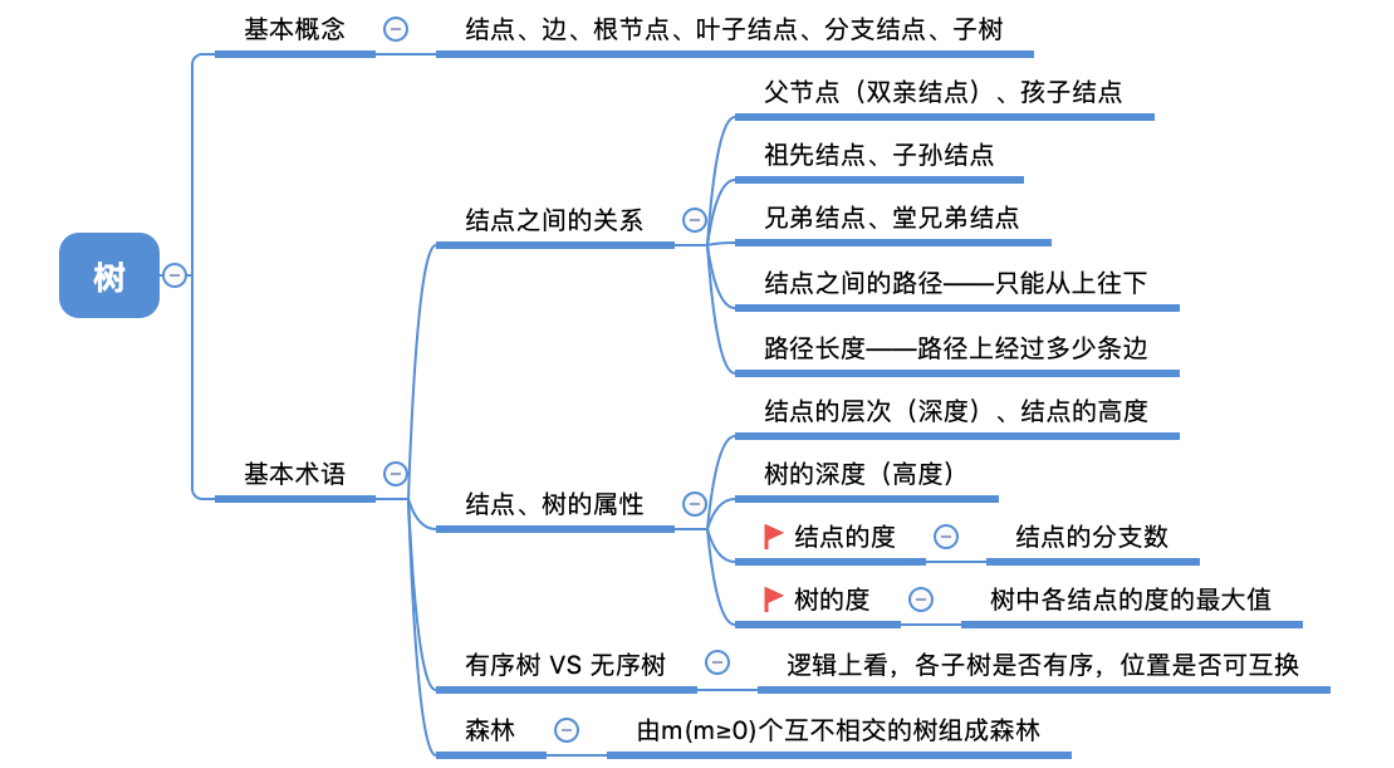 基本概念
结点、边、根节点、叶子结点、分支结点、子树
父节点（双亲结点）、孩子结点
祖先结点、子孙结点
结点之间的关系
兄弟结点、堂兄弟结点
结点之间的路径——只能从上往下
路径长度——路径上经过多少条边
树
结点的层次（深度）、结点的高度
基本术语
树的深度（高度）
结点、树的属性
结点的度
结点的分支数
树的度
树中各结点的度的最大值
有序树 VS 无序树
逻辑上看，各子树是否有序，位置是否可互换
森林
由m(m≥0)个互不相交的树组成森林